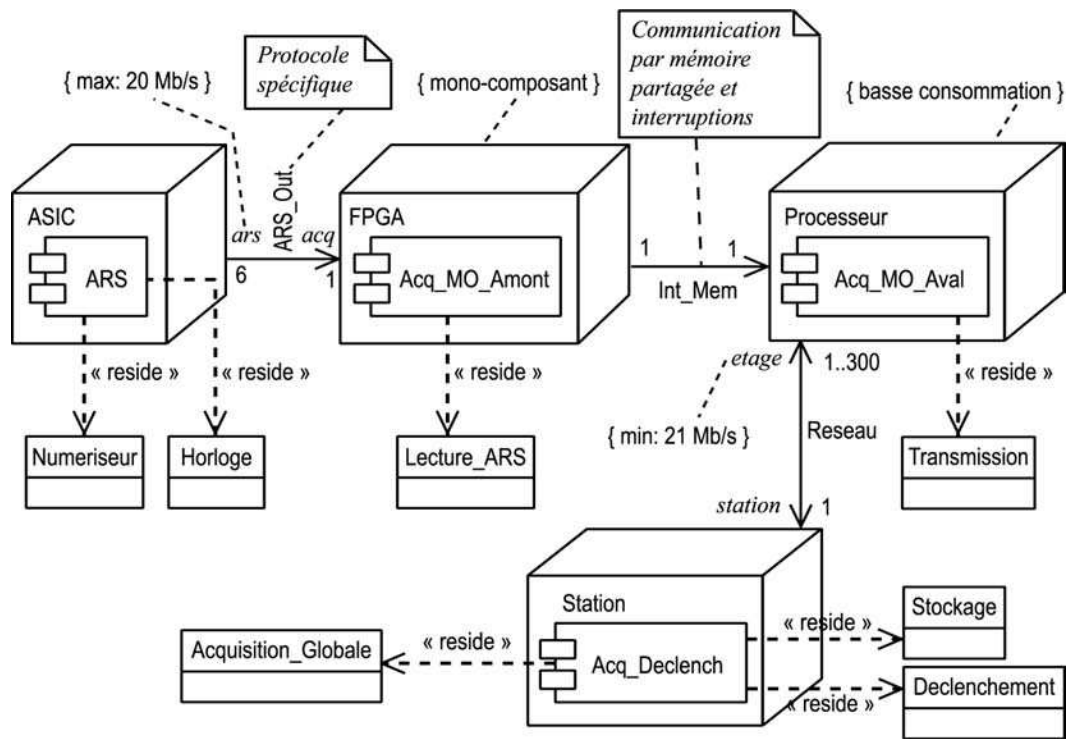 Communication
par mémoire
partagée et
interruptions
Protocole
spécifique
{ max: 20 Mb/s }
{ mono-composant }
{ basse consommation }
ASIC
ARS
ars
6
ARS_Out
acq
1
FPGA
Acq_MO_Amont
1
1
Int_Mem
Processeur
Acq_MO_Aval
« reside »
« reside »
« reside »
« reside »
etage
1..300
{ min: 21 Mb/s }
Reseau
Numeriseur
Horloge
Lecture_ARS
Transmission
station
1
Station
Acq_Declench
« reside »
Acquisition_Globale
« reside »
Stockage
« reside »
Declenchement